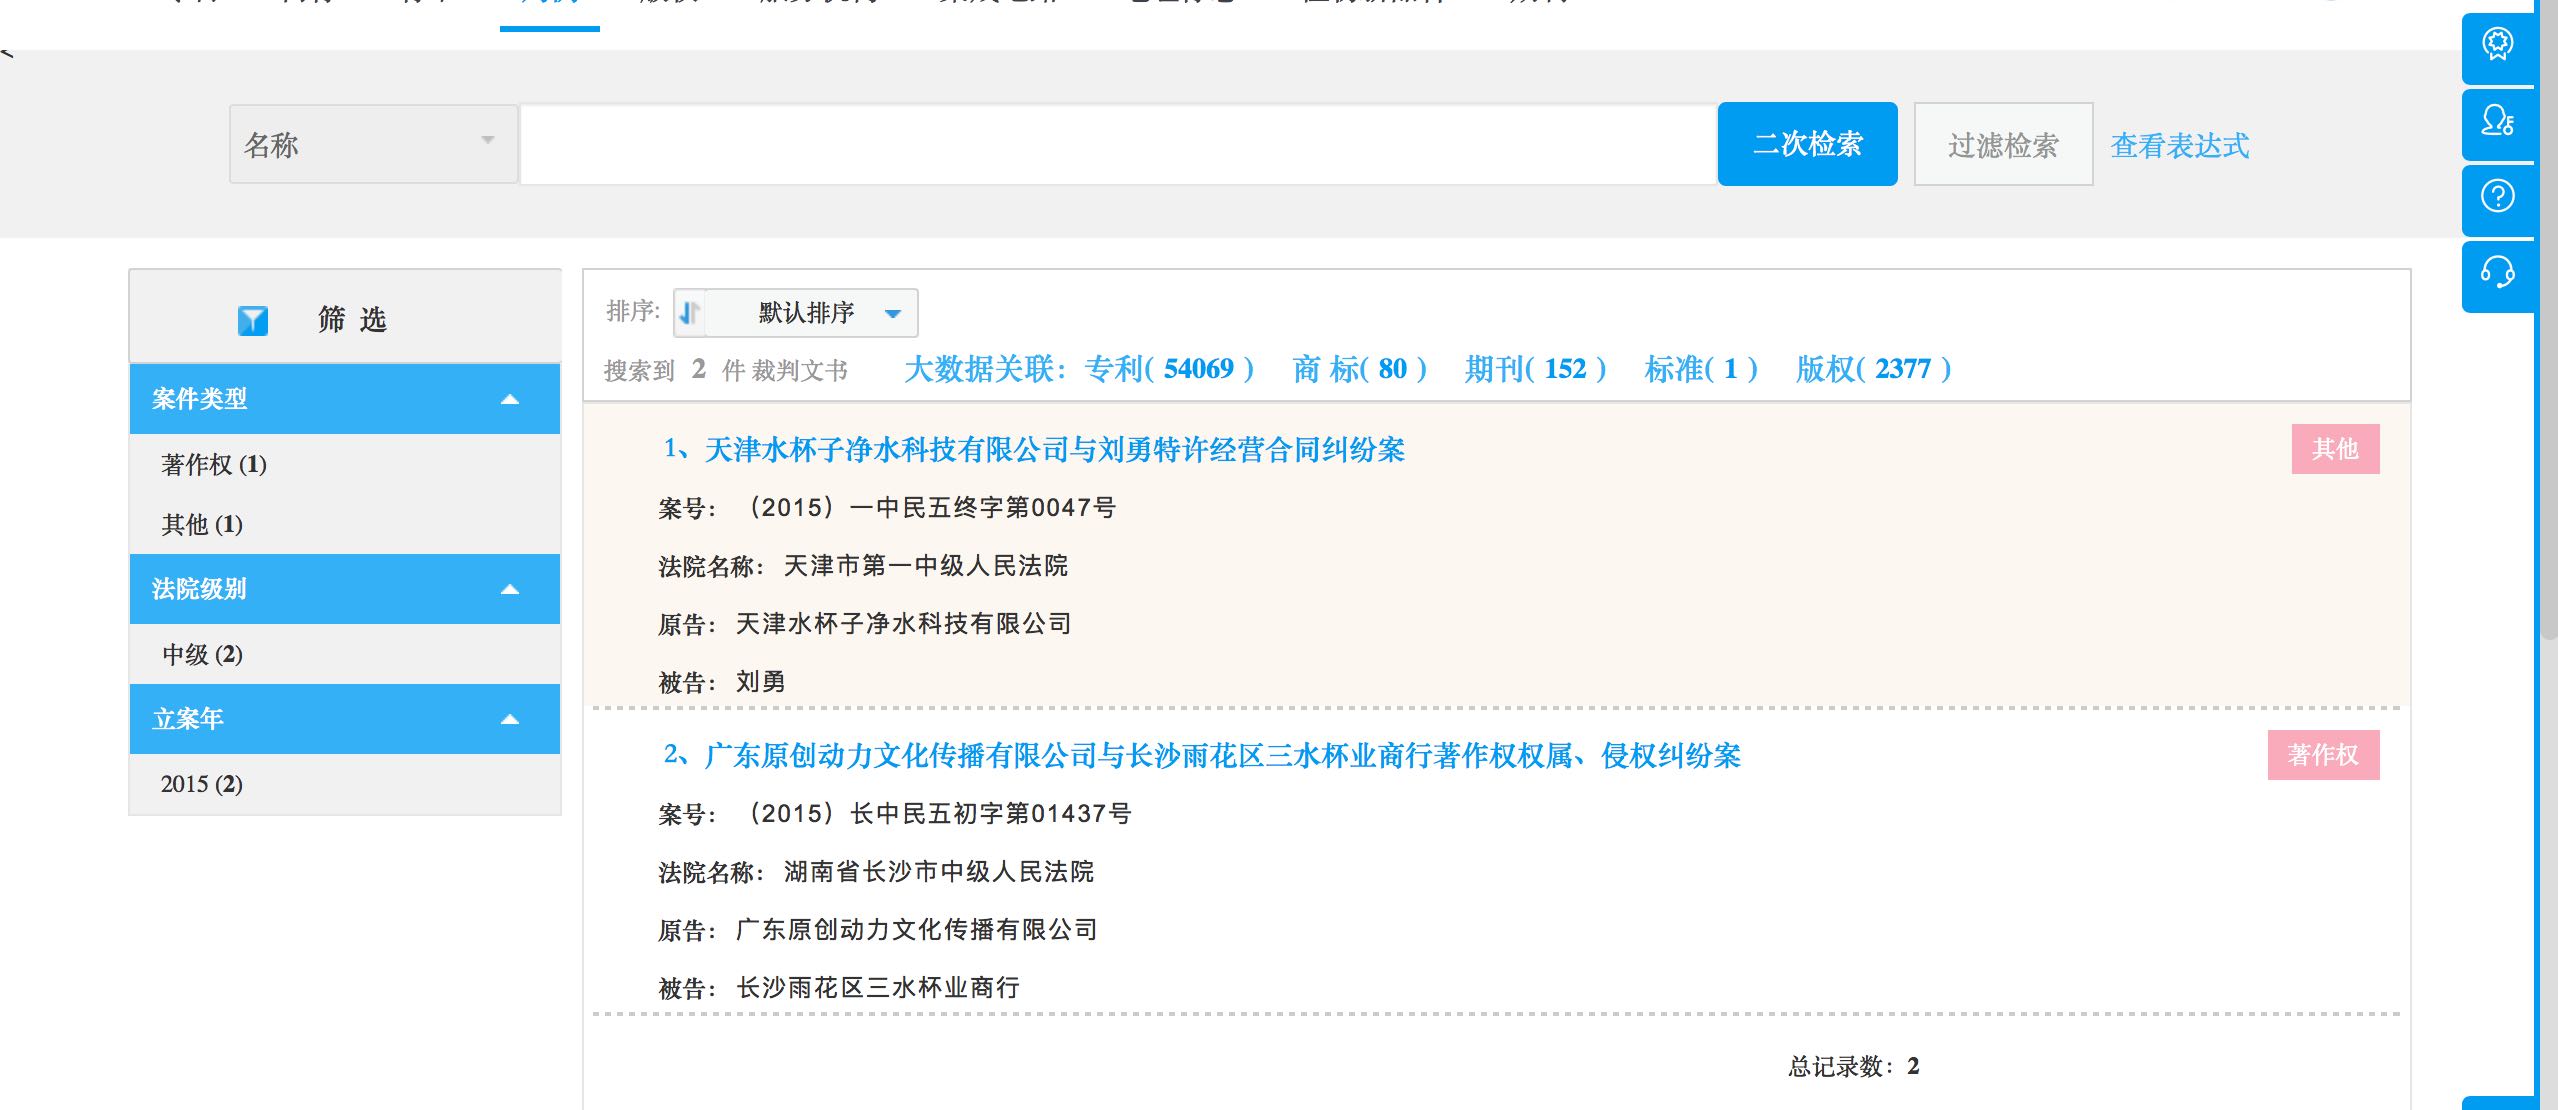 名称
二次检索
过滤检索
查看表达式
筛 选
案件类型
著作权 (1)
其他 (1)
法院级别
中级 (2)
立案年
2015 (2)
排序: 默认排序
搜索到 2 件 裁判文书 大数据关联：专利( 54069 ) 商 标( 80 ) 期刊( 152 ) 标准( 1 ) 版权( 2377 )
1、天津水杯子净水科技有限公司与刘勇特许经营合同纠纷案
其他
案号：（2015）一中民五终字第0047号
法院名称：天津市第一中级人民法院
原告：天津水杯子净水科技有限公司
被告：刘勇
2、广东原创动力文化传播有限公司与长沙雨花区三水杯业商行著作权权属、侵权纠纷案
著作权
案号：（2015）长中民五初字第01437号
法院名称：湖南省长沙市中级人民法院
原告：广东原创动力文化传播有限公司
被告：长沙雨花区三水杯业商行
总记录数：2